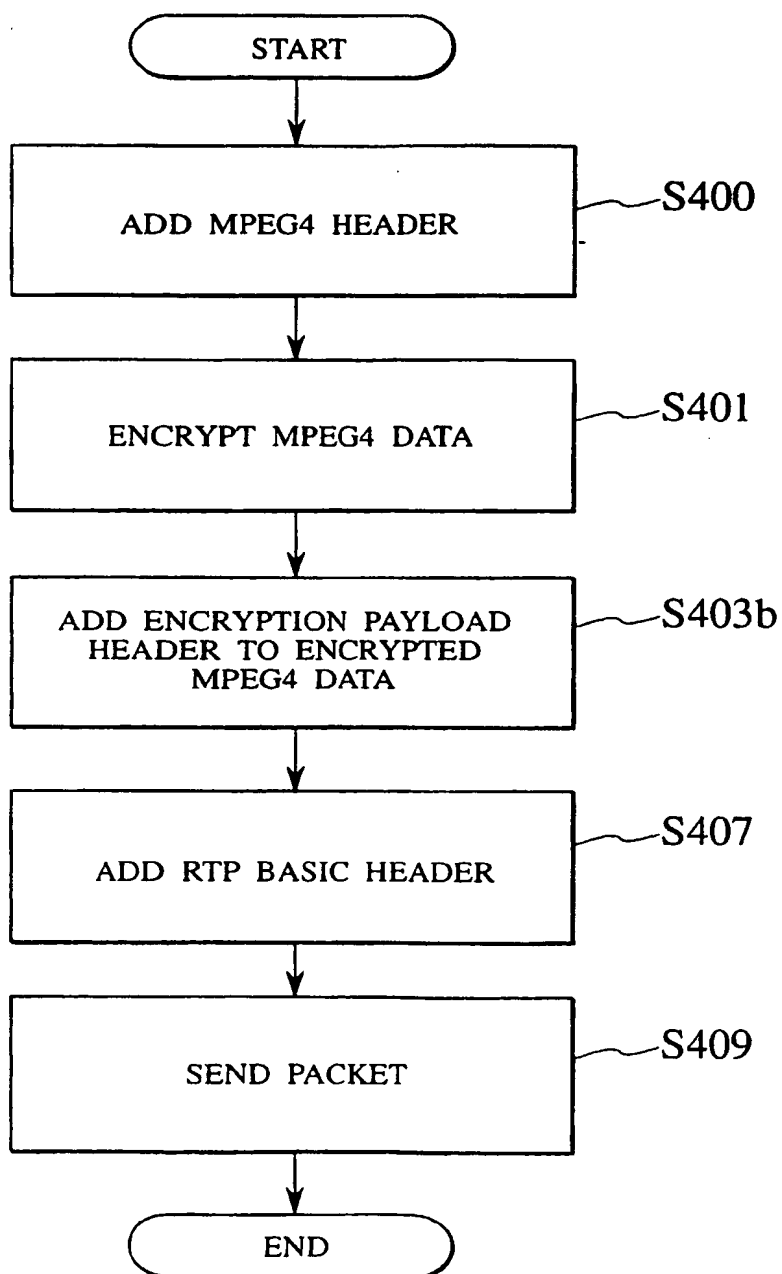 START
ADD MPEG4 HEADER
S400
ENCRYPT MPEG4 DATA
S401
ADD ENCRYPTION PAYLOAD
HEADER TO ENCRYPTED
MPEG4 DATA
S403b
ADD RTP BASIC HEADER
S407
SEND PACKET
S409
END